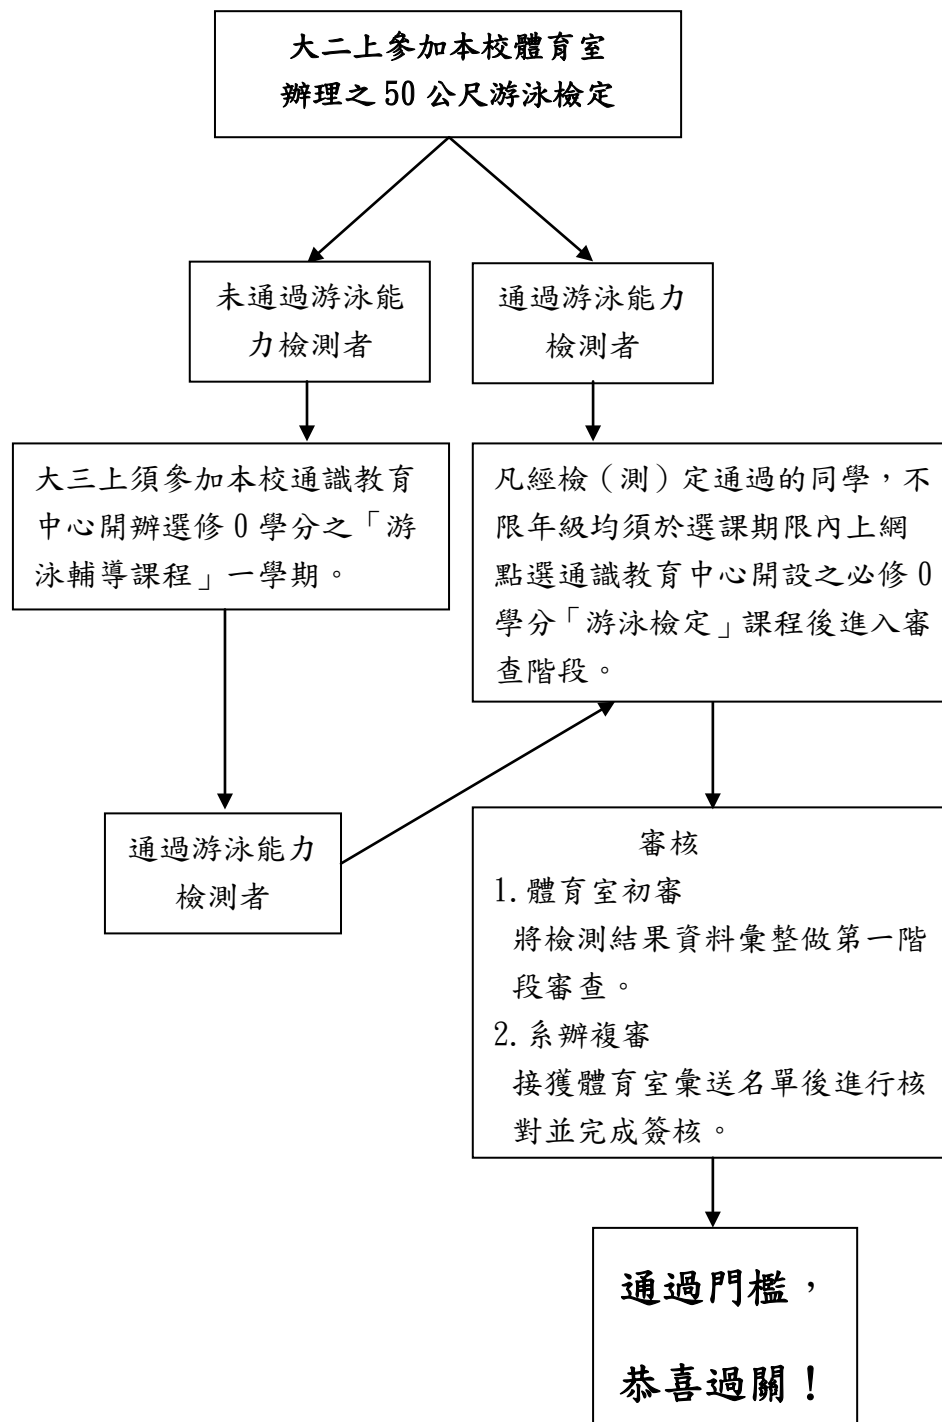 大二上參加本校體育室
辦理之 50 公尺游泳檢定
未通過游泳能
力檢測者
通過游泳能力
檢測者
大三上須參加本校通識教育
中心開辦選修 0 學分之「游
泳輔導課程」一學期。
凡經檢（測）定通過的同學，不
限年級均須於選課期限內上網
點選通識教育中心開設之必修 0
學分「游泳檢定」課程後進入審
查階段。
通過游泳能力
檢測者
審核
1. 體育室初審
將檢測結果資料彙整做第一階
段審查。
2. 系辦複審
接獲體育室彙送名單後進行核
對並完成簽核。
通過門檻，
恭喜過關！